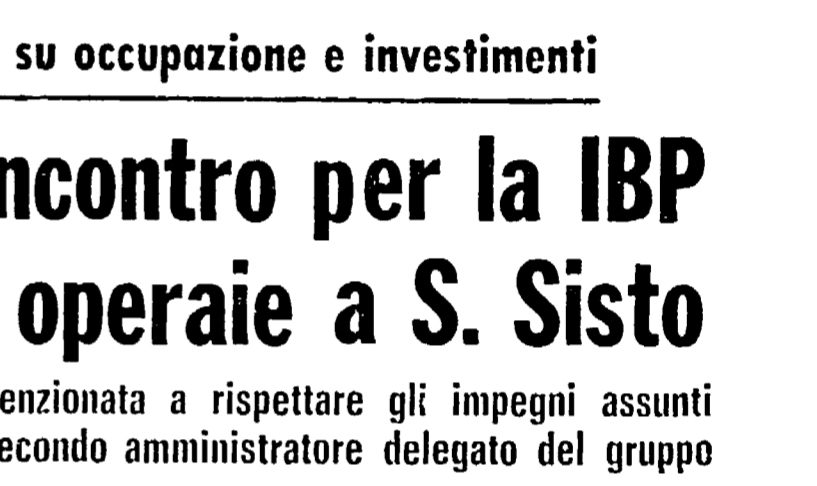 su occupazione e investimenti
ncontro per la IBP
operaie a S. Sisto
enzionata a rispettare gli impegni assunti
econdo amministratore delegato del gruppo